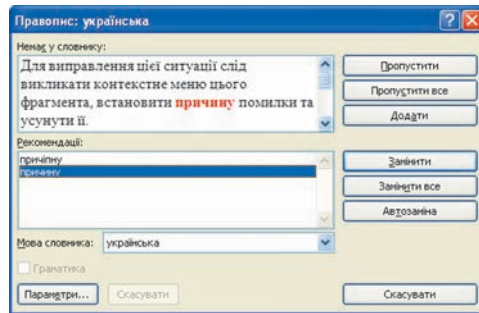 Правопис: українська
Немає у словнику:
Для виправлення цієї ситуації слід
викликати контекстне меню цього
фрагмента, встановити причину помилки та
усунути її.
Пропустити
Пропустити все
Додати
Рекомендації:
причіпну
причину
Замінити
Замінити все
Автозаміна
Мова словника: українська
Граматика
Параметри... Скасувати Скасувати